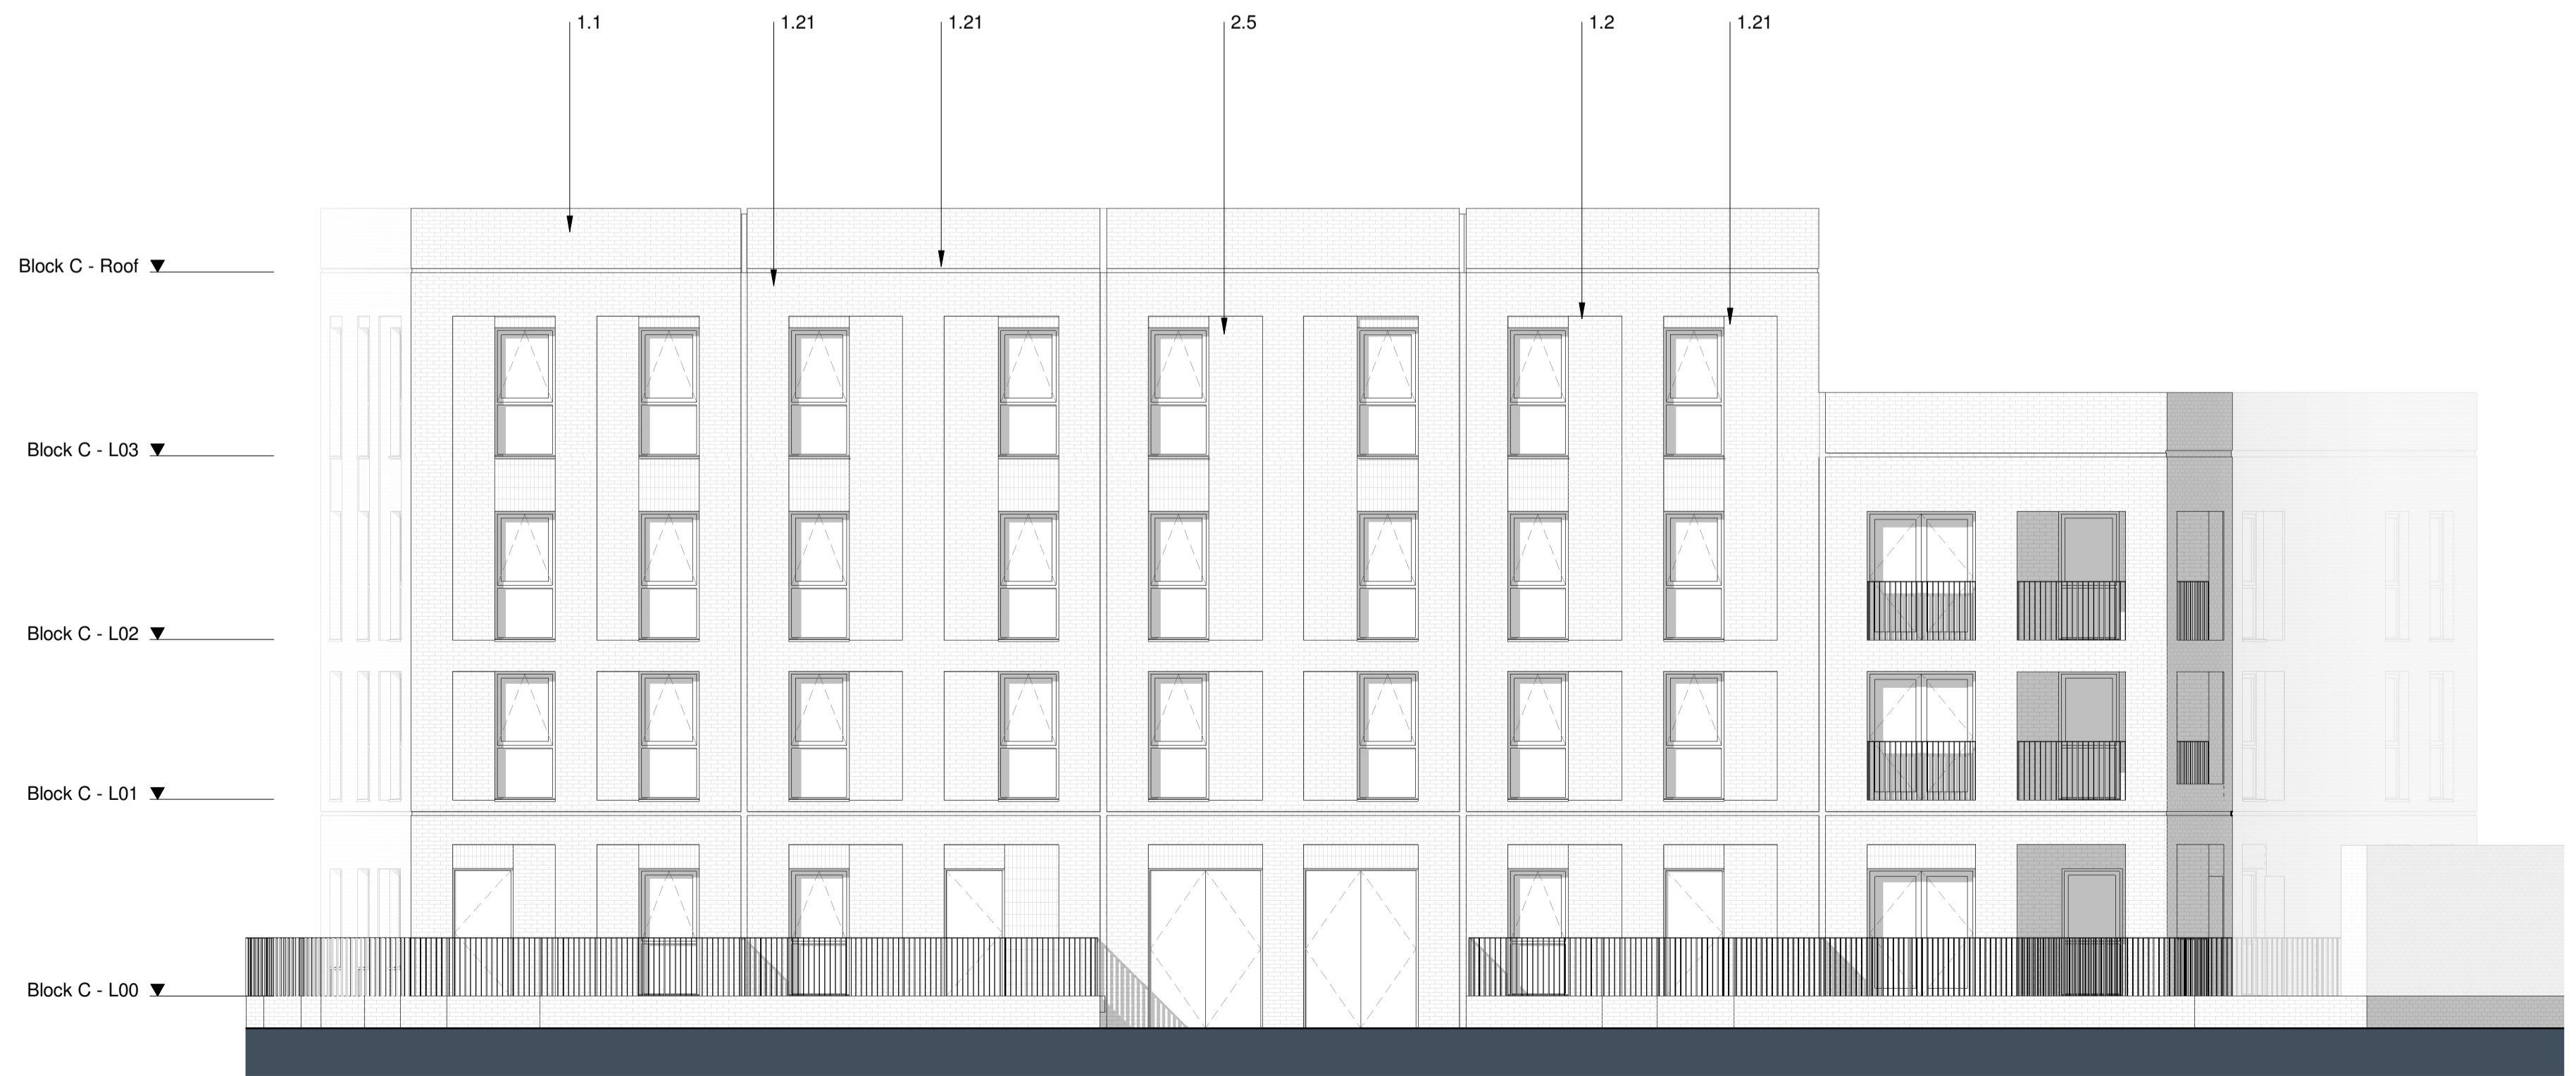 1.1
1.21
1.21
2.5
1.2
1.21
Block C - Roof
Block C - L03
Block C - L02
Block C - L01
Block C - L00